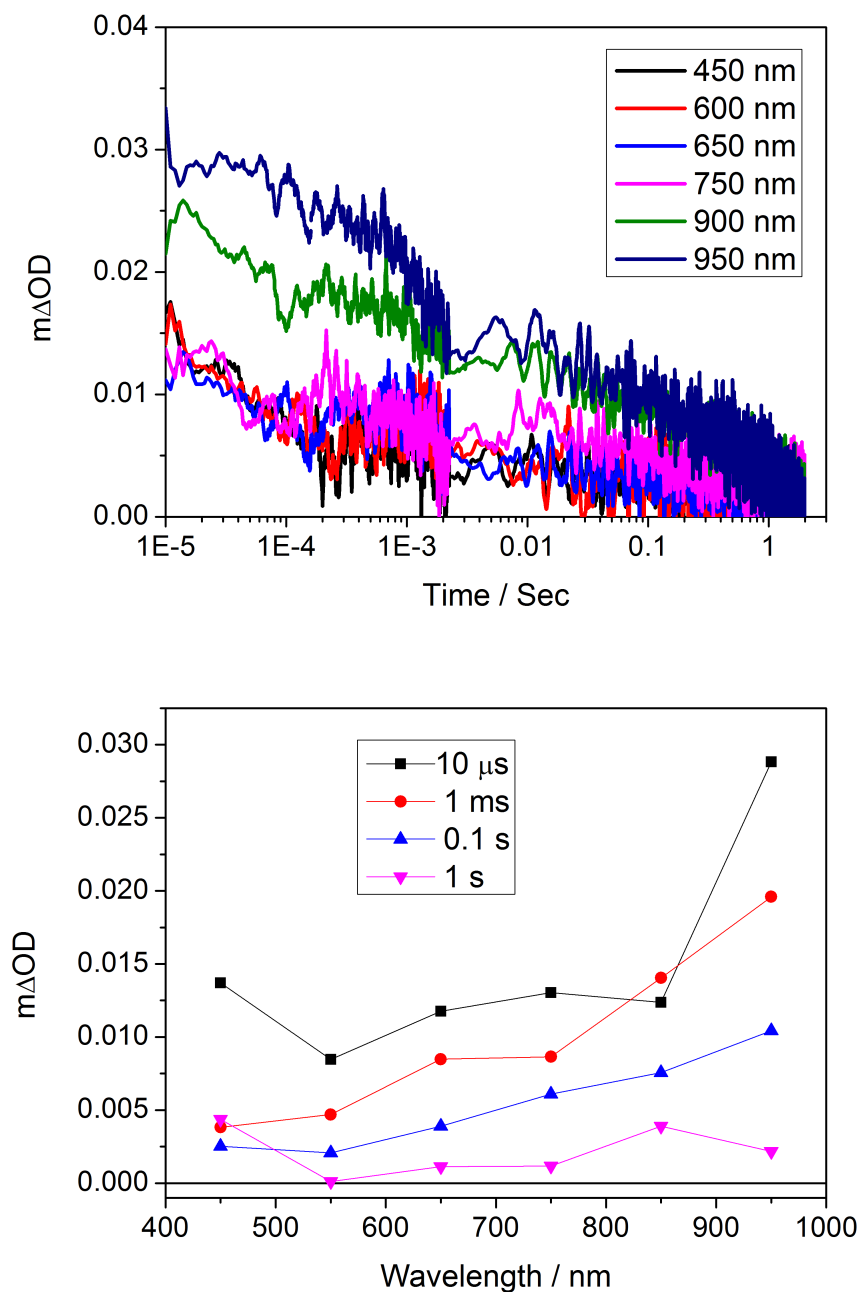 0.04
0.03
0.02
0.01
0.00
mΔOD
450 nm
600 nm
650 nm
750 nm
900 nm
950 nm
1E-5 1E-4 1E-3 0.01 0.1 1
Time / Sec
0.030
0.025
0.020
0.015
0.010
0.005
0.000
mΔOD
10 μs
1 ms
0.1 s
1 s
400 500 600 700 800 900 1000
Wavelength / nm